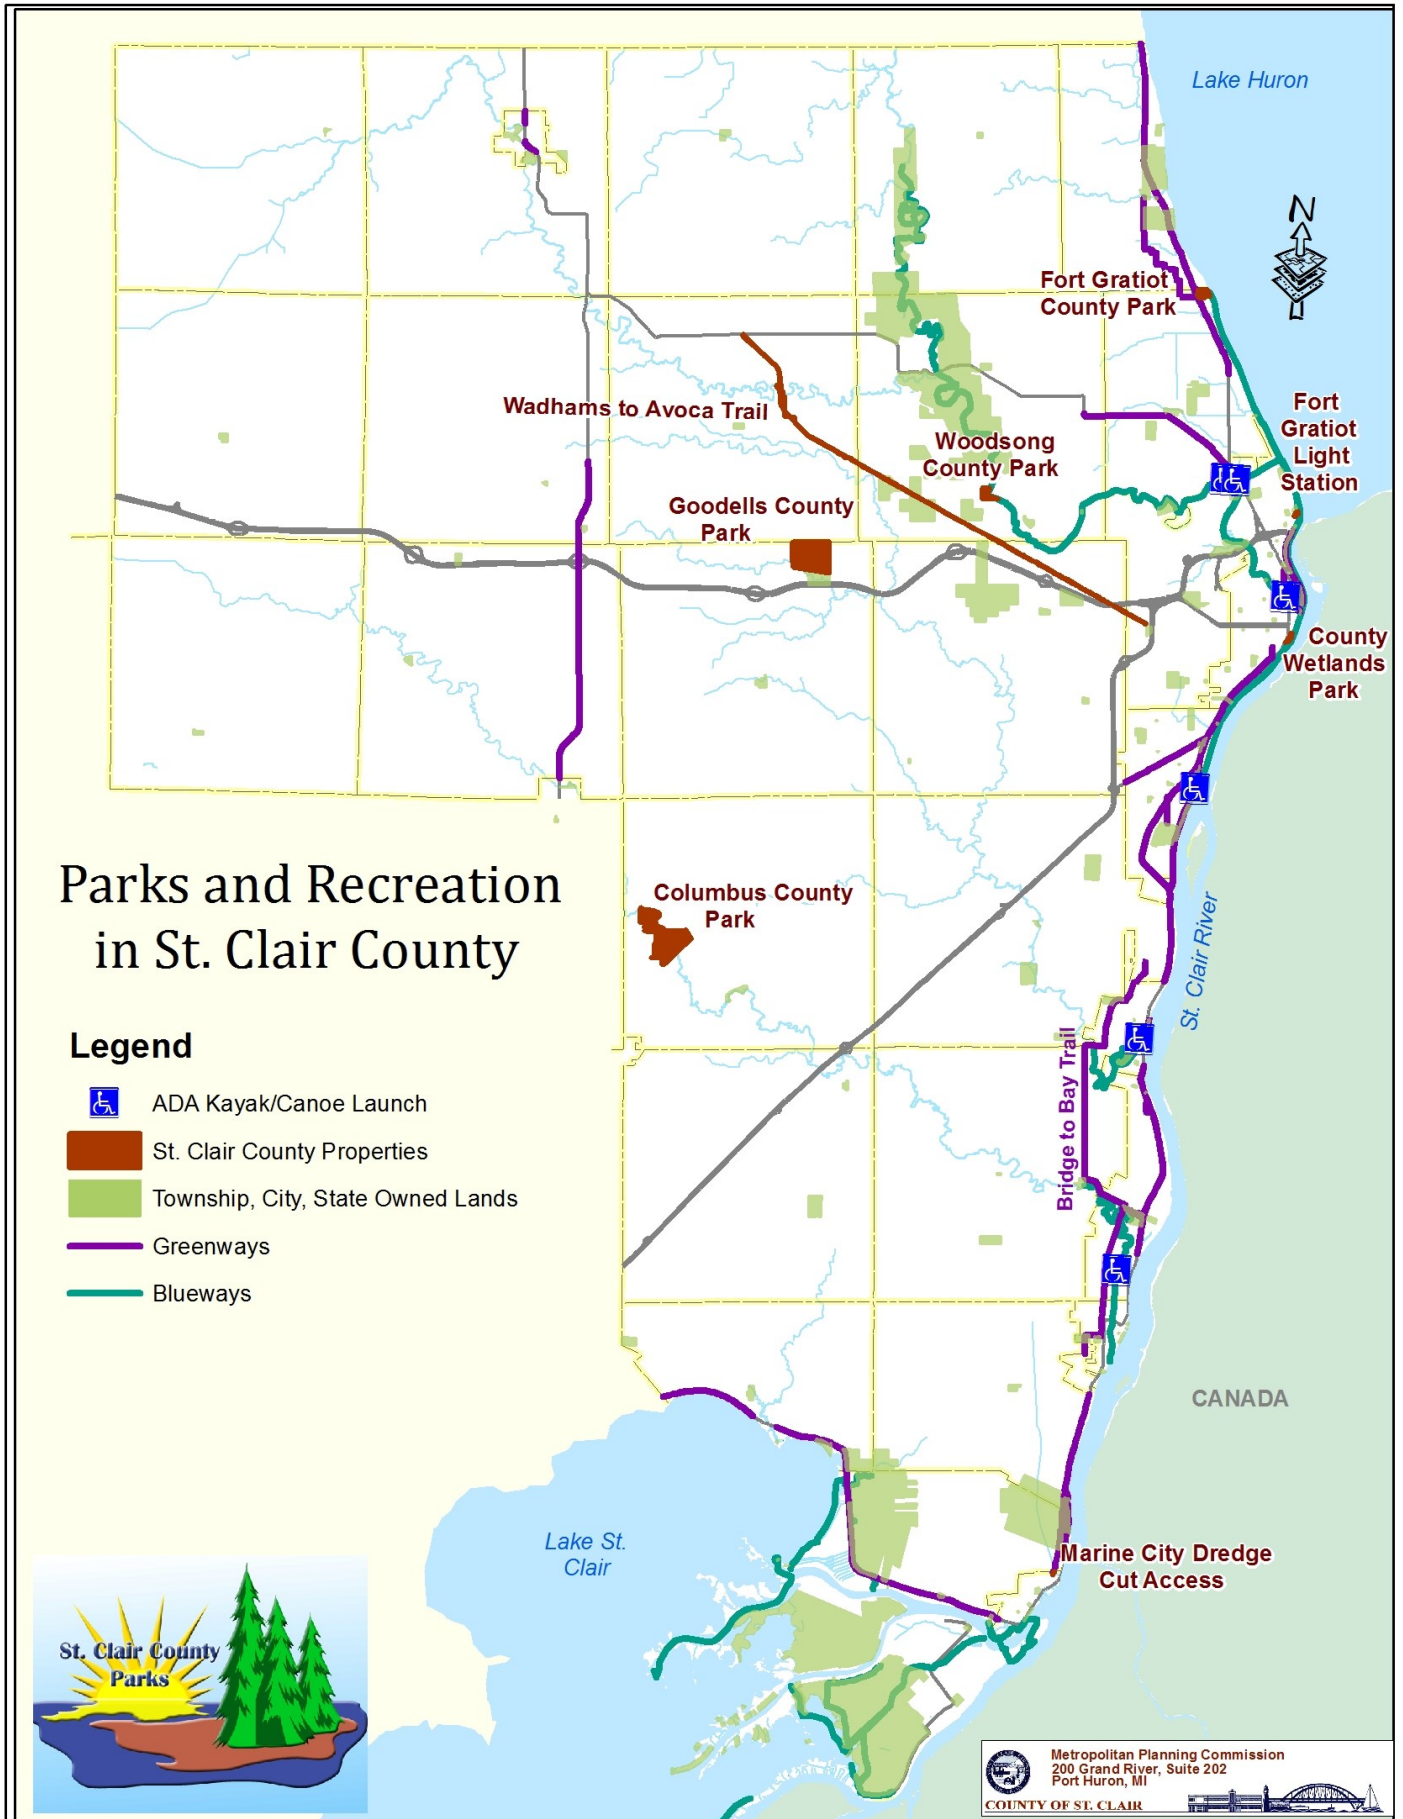 Lake Huron
N
Fort Gratiot
County Park
Wadhams to Avoca Trail
Fort
Gratiot
Light
Station
Woodsong
County Park
Goodells County
Park
County
Wetlands
Park
Parks and Recreation
in St. Clair County
Columbus County
Park
St. Clair River
Legend
ADA Kayak/Canoe Launch
St. Clair County Properties
Township, City, State Owned Lands
Greenways
Blueways
Bridge to Bay Trail
CANADA
Lake St.
Clair
Marine City Dredge
Cut Access
St. Clair County
Parks
Metropolitan Planning Commission
200 Grand River, Suite 202
Port Huron, MI
COUNTY OF ST. CLAIR